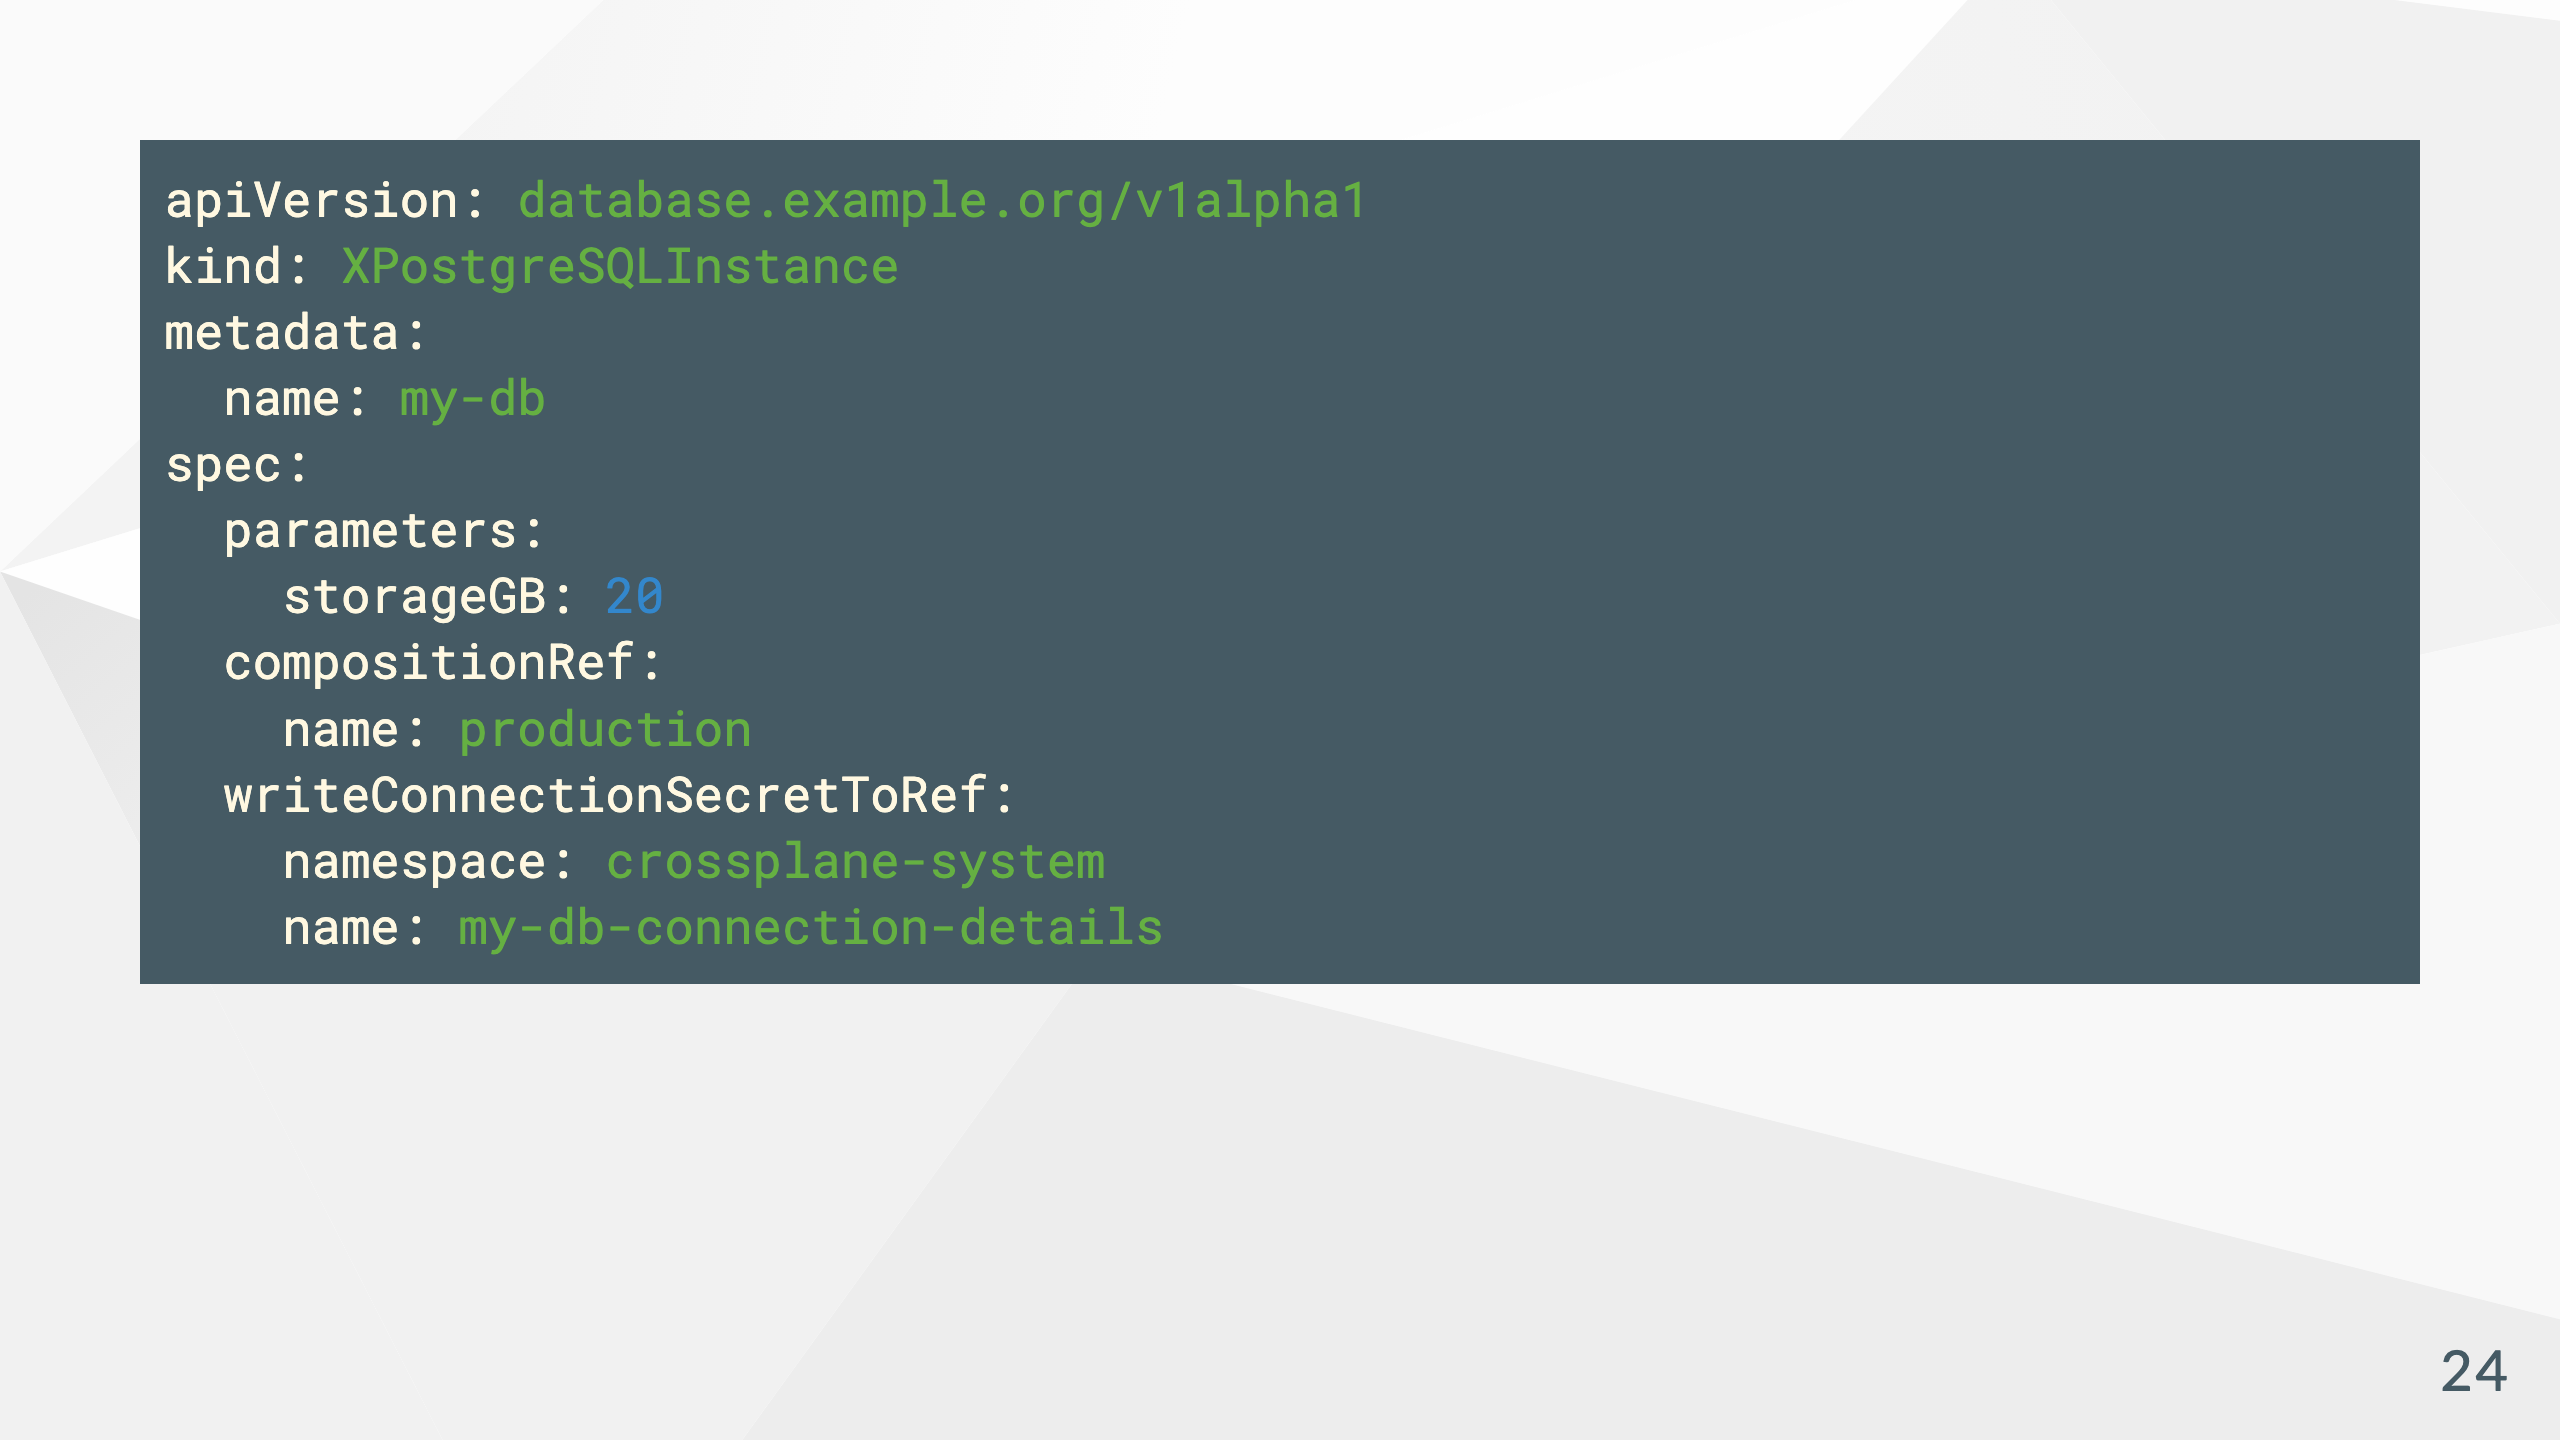 apiVersion: database.example.org/v1alpha1
kind: XPostgreSQLInstance
metadata:
  name: my-db
spec:
  parameters:
    storageGB: 20
  compositionRef:
    name: production
  writeConnectionSecretToRef:
    namespace: crossplane-system
    name: my-db-connection-details
24